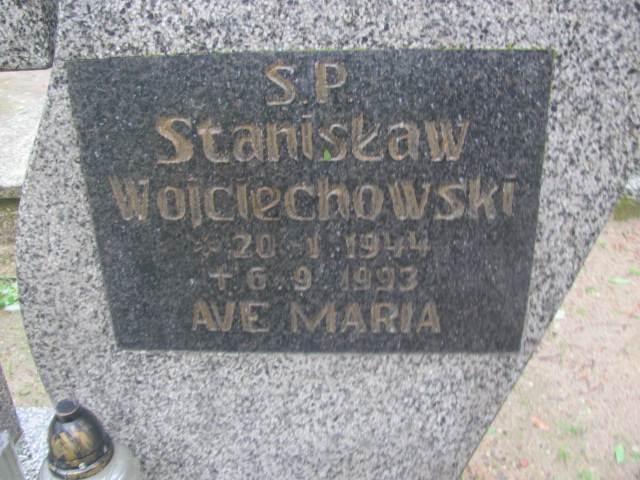 S.P.
Stanisław
Wojciechowski
* 20 1 1944
+ 6 9 1993
AVE MARIA